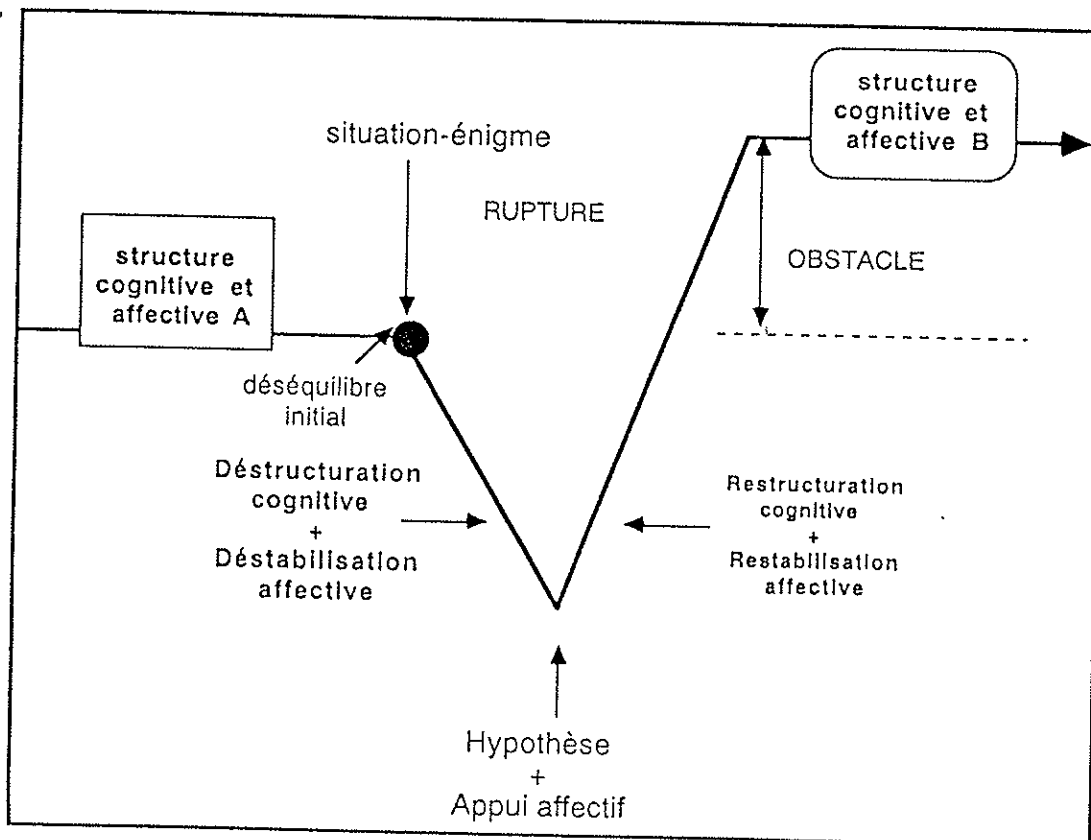 structure
cognitive et
affective B
situation-énigme
RUPTURE
structure
cognitive et
affective A
OBSTACLE
déséquilibre
initial
Déstructuration
cognitive
+
Déstabilisation
affective
Restructuration
cognitive
+
Restabilisation
affective
Hypothèse
+
Appui affectif